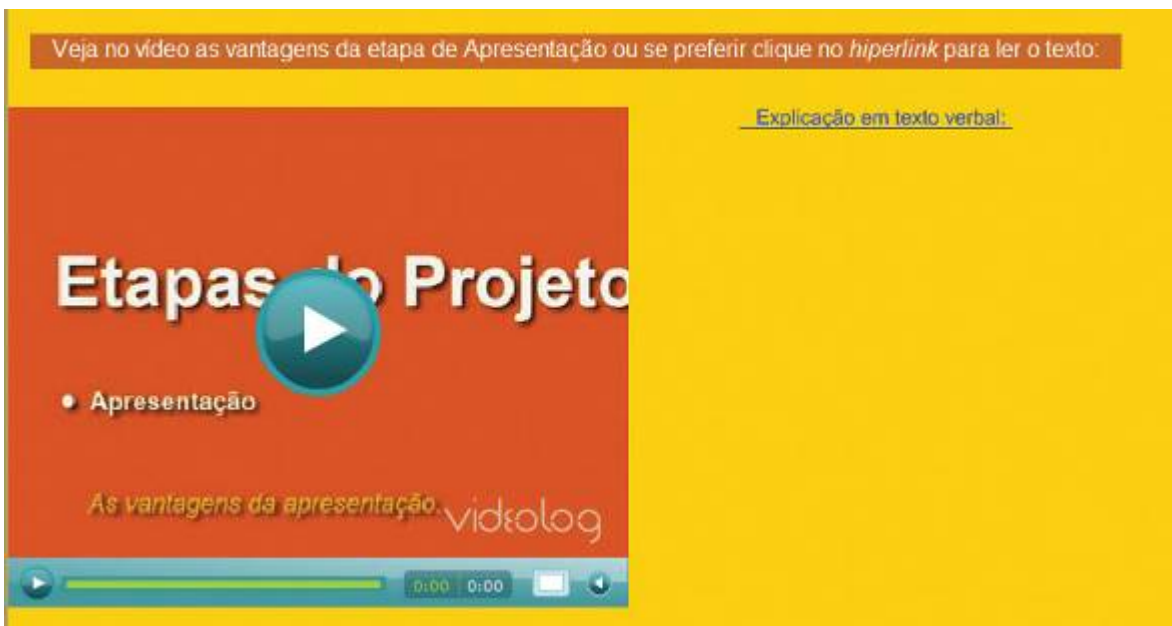 Veja no vídeo as vantagens da etapa de Apresentação ou se preferir clique no hiperlink para ler o texto:
Explicação em texto verbal:
Etapas do Projeto
• Apresentação
As vantagens da apresentação.
videolog
0:00 0:00